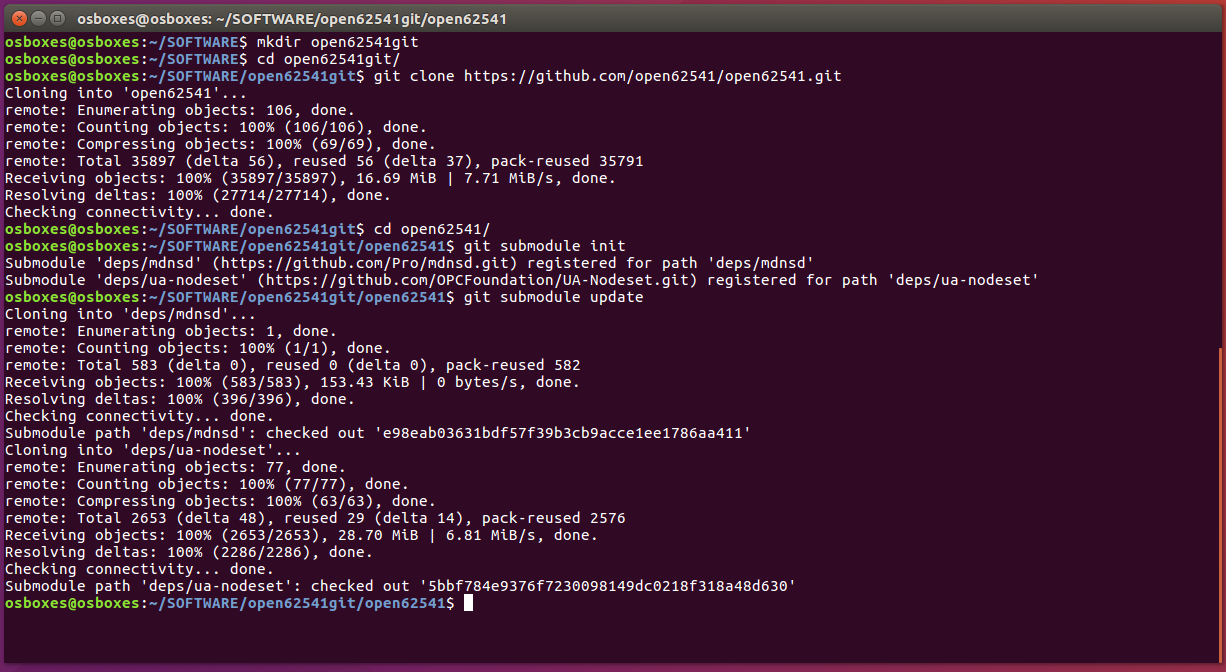 osboxes@osboxes: ~/SOFTWARE/open62541git/open62541
osboxes@osboxes:~/SOFTWARE$ mkdir open62541git
osboxes@osboxes:~/SOFTWARE$ cd open62541git/
osboxes@osboxes:~/SOFTWARE/open62541git$ git clone https://github.com/open62541/open62541.git
Cloning into 'open62541'...
remote: Enumerating objects: 106, done.
remote: Counting objects: 100% (106/106), done.
remote: Compressing objects: 100% (69/69), done.
remote: Total 35897 (delta 56), reused 56 (delta 37), pack-reused 35791
Receiving objects: 100% (35897/35897), 16.69 MiB | 7.71 MiB/s, done.
Resolving deltas: 100% (27714/27714), done.
Checking connectivity... done.
osboxes@osboxes:~/SOFTWARE/open62541git$ cd open62541/
osboxes@osboxes:~/SOFTWARE/open62541git/open62541$ git submodule init
Submodule 'deps/mdnsd' (https://github.com/Pro/mdnsd.git) registered for path 'deps/mdnsd'
Submodule 'deps/ua-nodeset' (https://github.com/OPCFoundation/UA-Nodeset.git) registered for path 'deps/ua-nodeset'
osboxes@osboxes:~/SOFTWARE/open62541git/open62541$ git submodule update
Cloning into 'deps/mdnsd'...
remote: Enumerating objects: 1, done.
remote: Counting objects: 100% (1/1), done.
remote: Total 583 (delta 0), reused 0 (delta 0), pack-reused 582
Receiving objects: 100% (583/583), 153.43 KiB | 0 bytes/s, done.
Resolving deltas: 100% (396/396), done.
Checking connectivity... done.
Submodule path 'deps/mdnsd': checked out 'e98eab03631bdf57f39b3cb9acce1ee1786aa411'
Cloning into 'deps/ua-nodeset'...
remote: Enumerating objects: 77, done.
remote: Counting objects: 100% (77/77), done.
remote: Compressing objects: 100% (63/63), done.
remote: Total 2653 (delta 48), reused 29 (delta 14), pack-reused 2576
Receiving objects: 100% (2653/2653), 28.70 MiB | 6.81 MiB/s, done.
Resolving deltas: 100% (2286/2286), done.
Checking connectivity... done.
Submodule path 'deps/ua-nodeset': checked out '5bbf784e9376f7230098149dc0218f318a48d630'
osboxes@osboxes:~/SOFTWARE/open62541git/open62541$